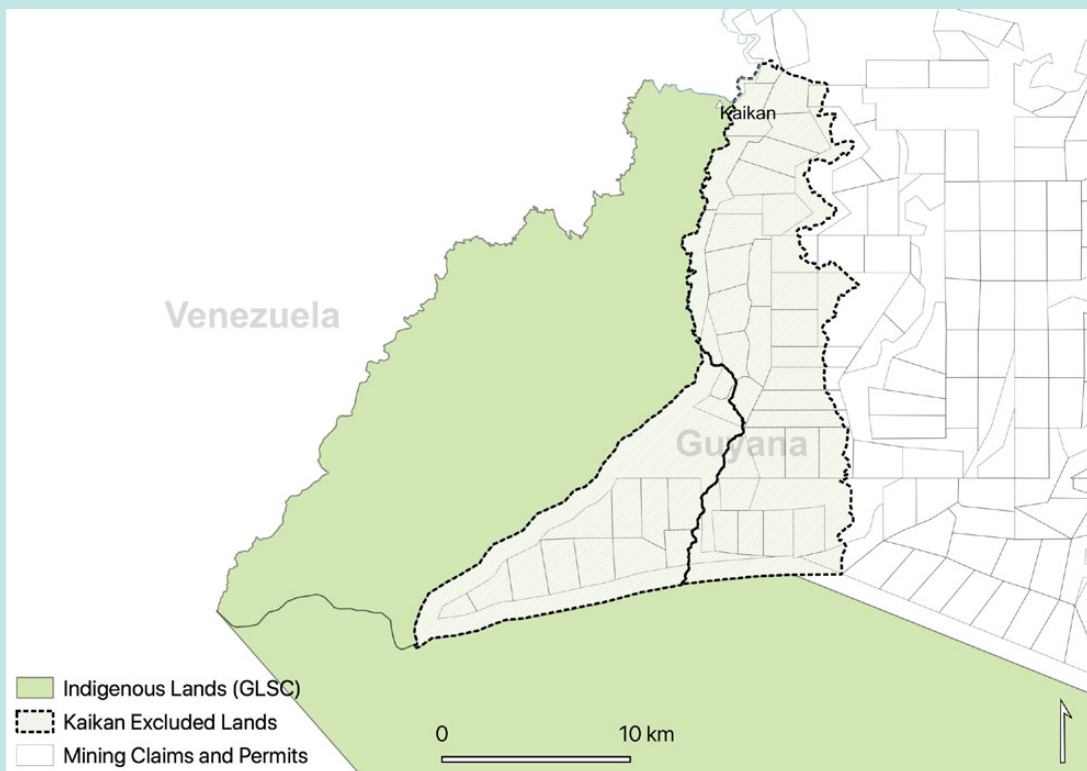 Kaikan
Venezuela
Guyana
Indigenous Lands (GLSC)
Kaikan Excluded Lands
Mining Claims and Permits
0 10 km